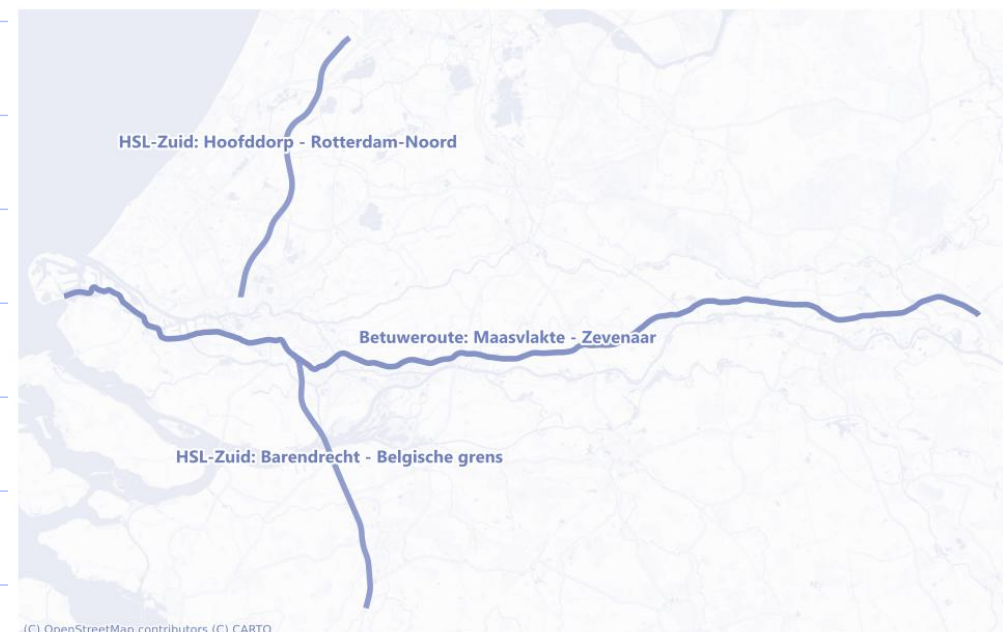 HSL-Zuid: Hoofddorp - Rotterdam-Noord
Betuweroute: Maasvlakte - Zevenaar
HSL-Zuid: Barendrecht - Belgische grens
(C) OpenStreetMap contributors (C) CARTO